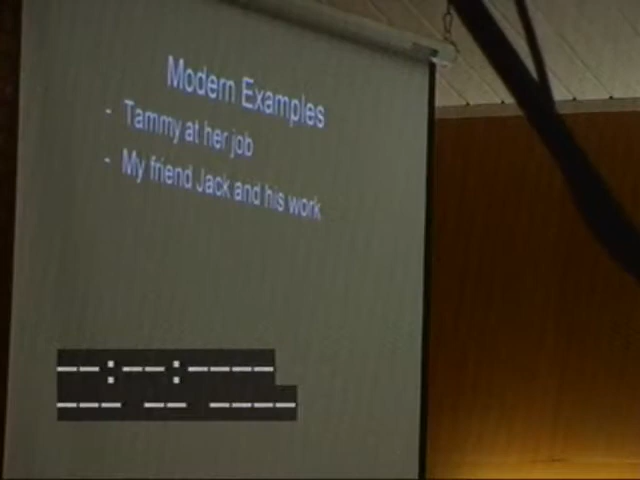 Modern Examples
- Tammy at her job
- My friend Jack and his work
--:--:----
--- -- ----